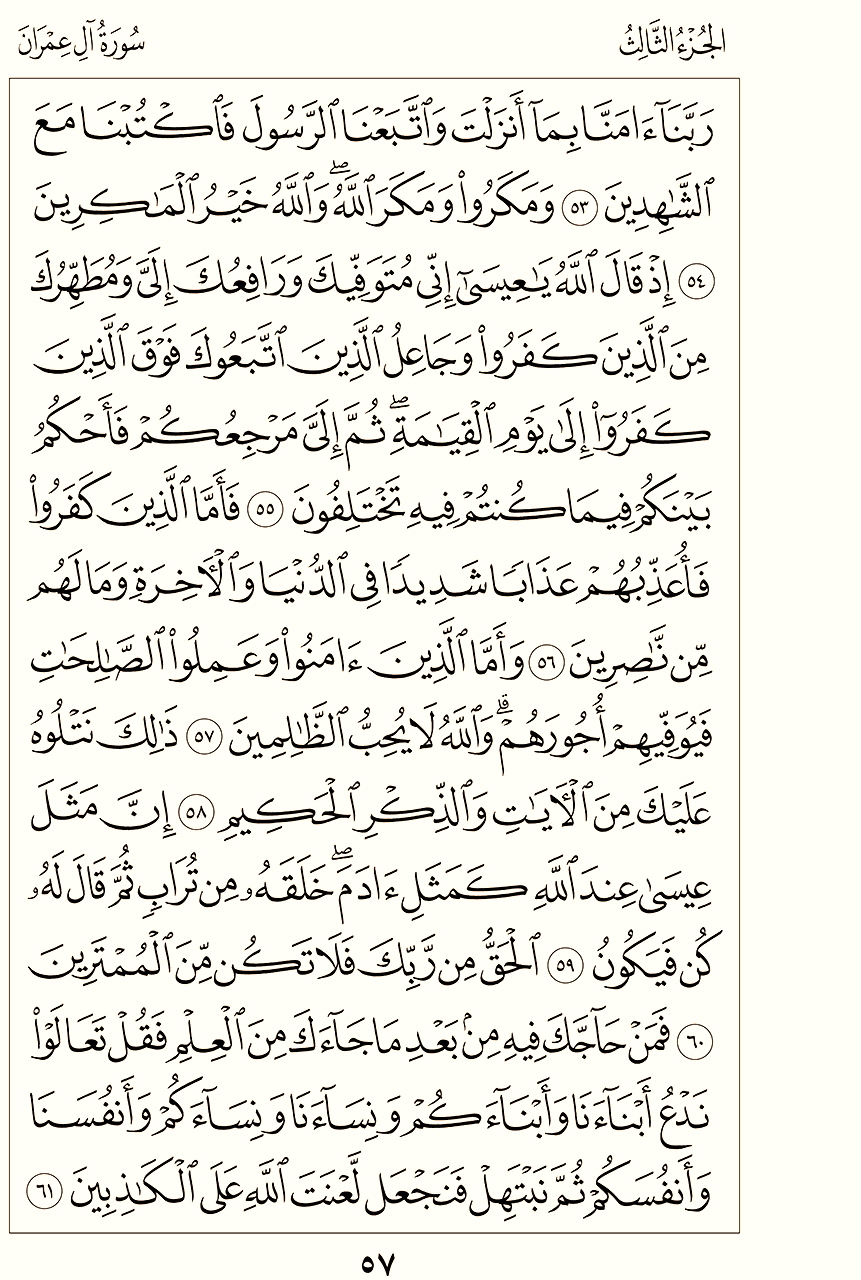 الجُزْءُ الثَّالِثُ
سُورَةُ آلِ عِمْرَانَ
رَبَّنَآ ءَامَنَّا بِمَآ أَنزَلْتَ وَٱتَّبَعْنَا ٱلرَّسُولَ فَٱكْتُبْنَا مَعَ
ٱلشَّٰهِدِينَ ٥٣ وَمَكَرُوا۟ وَمَكَرَ ٱللَّهُ ۖ وَٱللَّهُ خَيْرُ ٱلْمَٰكِرِينَ
٥٤ إِذْ قَالَ ٱللَّهُ يَٰعِيسَىٰٓ إِنِّى مُتَوَفِّيكَ وَرَافِعُكَ إِلَىَّ وَمُطَهِّرُكَ
مِنَ ٱلَّذِينَ كَفَرُوا۟ وَجَاعِلُ ٱلَّذِينَ ٱتَّبَعُوكَ فَوْقَ ٱلَّذِينَ
كَفَرُوٓا۟ إِلَىٰ يَوْمِ ٱلْقِيَٰمَةِ ۖ ثُمَّ إِلَىَّ مَرْجِعُكُمْ فَأَحْكُمُ
بَيْنَكُمْ فِيمَا كُنتُمْ فِيهِ تَخْتَلِفُونَ ٥٥ فَأَمَّا ٱلَّذِينَ كَفَرُوا۟
فَأُعَذِّبُهُمْ عَذَابًا شَدِيدًا فِى ٱلدُّنْيَا وَٱلْءَاخِرَةِ وَمَا لَهُم
مِّن نَّٰصِرِينَ ٥٦ وَأَمَّا ٱلَّذِينَ ءَامَنُوا۟ وَعَمِلُوا۟ ٱلصَّٰلِحَٰتِ
فَيُوَفِّيهِمْ أُجُورَهُمْ ۗ وَٱللَّهُ لَا يُحِبُّ ٱلظَّٰلِمِينَ ٥٧ ذَٰلِكَ نَتْلُوهُ
عَلَيْكَ مِنَ ٱلْءَايَٰتِ وَٱلذِّكْرِ ٱلْحَكِيمِ ٥٨ إِنَّ مَثَلَ
عِيسَىٰ عِندَ ٱللَّهِ كَمَثَلِ ءَادَمَ ۖ خَلَقَهُۥ مِن تُرَابٍ ثُمَّ قَالَ لَهُۥ
كُن فَيَكُونُ ٥٩ ٱلْحَقُّ مِن رَّبِّكَ فَلَا تَكُن مِّنَ ٱلْمُمْتَرِينَ
٦٠ فَمَنْ حَآجَّكَ فِيهِ مِنۢ بَعْدِ مَا جَآءَكَ مِنَ ٱلْعِلْمِ فَقُلْ تَعَالَوْا۟
نَدْعُ أَبْنَآءَنَا وَأَبْنَآءَكُمْ وَنِسَآءَنَا وَنِسَآءَكُمْ وَأَنفُسَنَا
وَأَنفُسَكُمْ ثُمَّ نَبْتَهِلْ فَنَجْعَل لَّعْنَتَ ٱللَّهِ عَلَى ٱلْكَٰذِبِينَ ٦١
٥٧